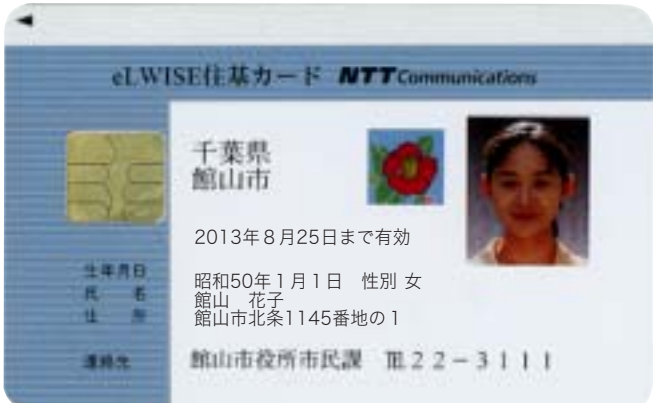 eLWISE住基カード NTT Communications
千葉県
館山市
2013年8月25日まで有効
生年月日 昭和50年1月1日 性別 女
氏 名 館山 花子
住 所 館山市北条1145番地の1
連絡先 館山市役所市民課 ℡22-3111